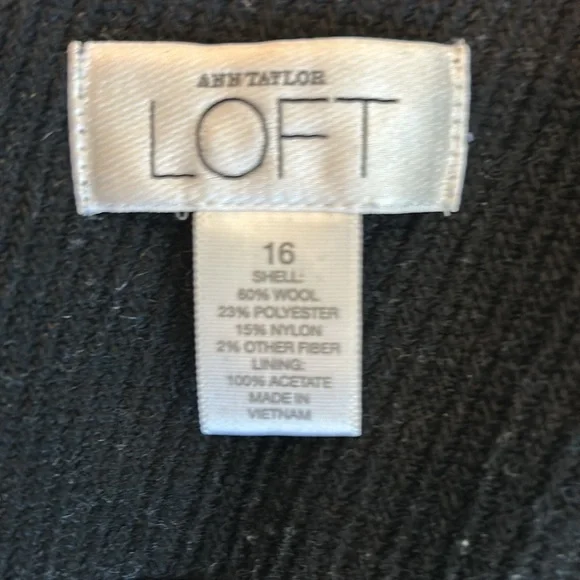 ANN TAYLOR
LOFT
16
SHELL:
60% WOOL
23% POLYESTER
15% NYLON
2% OTHER FIBER
LINING:
100% ACETATE
MADE IN
VIETNAM